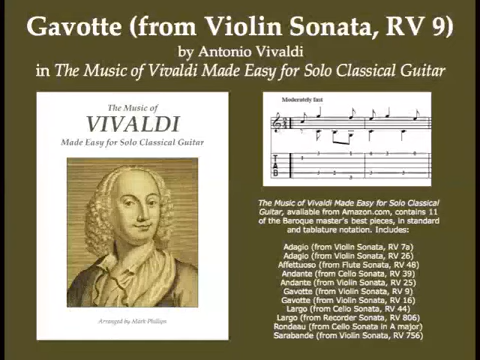 Gavotte (from Violin Sonata, RV 9)
by Antonio Vivaldi
in The Music of Vivaldi Made Easy for Solo Classical Guitar
The Music of
VIVALDI
Made Easy for Solo Classical Guitar
Arranged by Mark Phillips
Moderately fast
The Music of Vivaldi Made Easy for Solo Classical
Guitar, available from Amazon.com, contains 11
of the Baroque master's best pieces, in standard
and tablature notation. Includes:
Adagio (from Violin Sonata, RV 7a)
Adagio (from Violin Sonata, RV 26)
Affettuoso (from Flute Sonata, RV 48)
Andante (from Cello Sonata, RV 39)
Andante (from Violin Sonata, RV 25)
Gavotte (from Violin Sonata, RV 9)
Gavotte (from Violin Sonata, RV 16)
Largo (from Cello Sonata, RV 44)
Largo (from Recorder Sonata, RV 806)
Rondeau (from Cello Sonata in A major)
Sarabande (from Violin Sonata, RV 756)